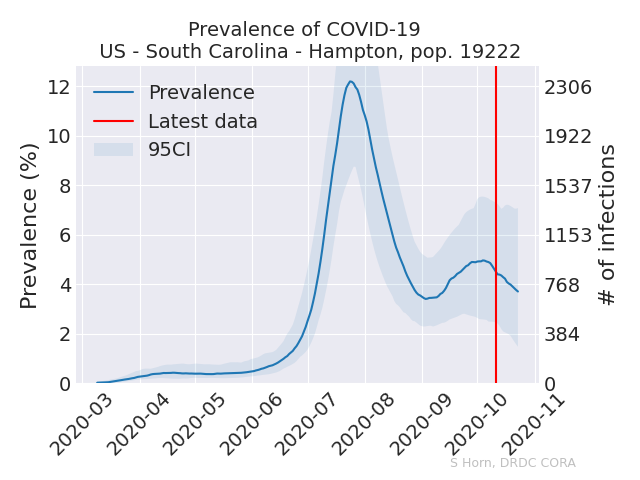 Prevalence of COVID-19
US - South Carolina - Hampton, pop. 19222
Prevalence (%)
12
10
8
6
4
2
0
Prevalence
Latest data
95CI
2306
1922
1537
1153
768
384
0
# of infections
2020-03
2020-04
2020-05
2020-06
2020-07
2020-08
2020-09
2020-10
2020-11
S Horn, DRDC CORA